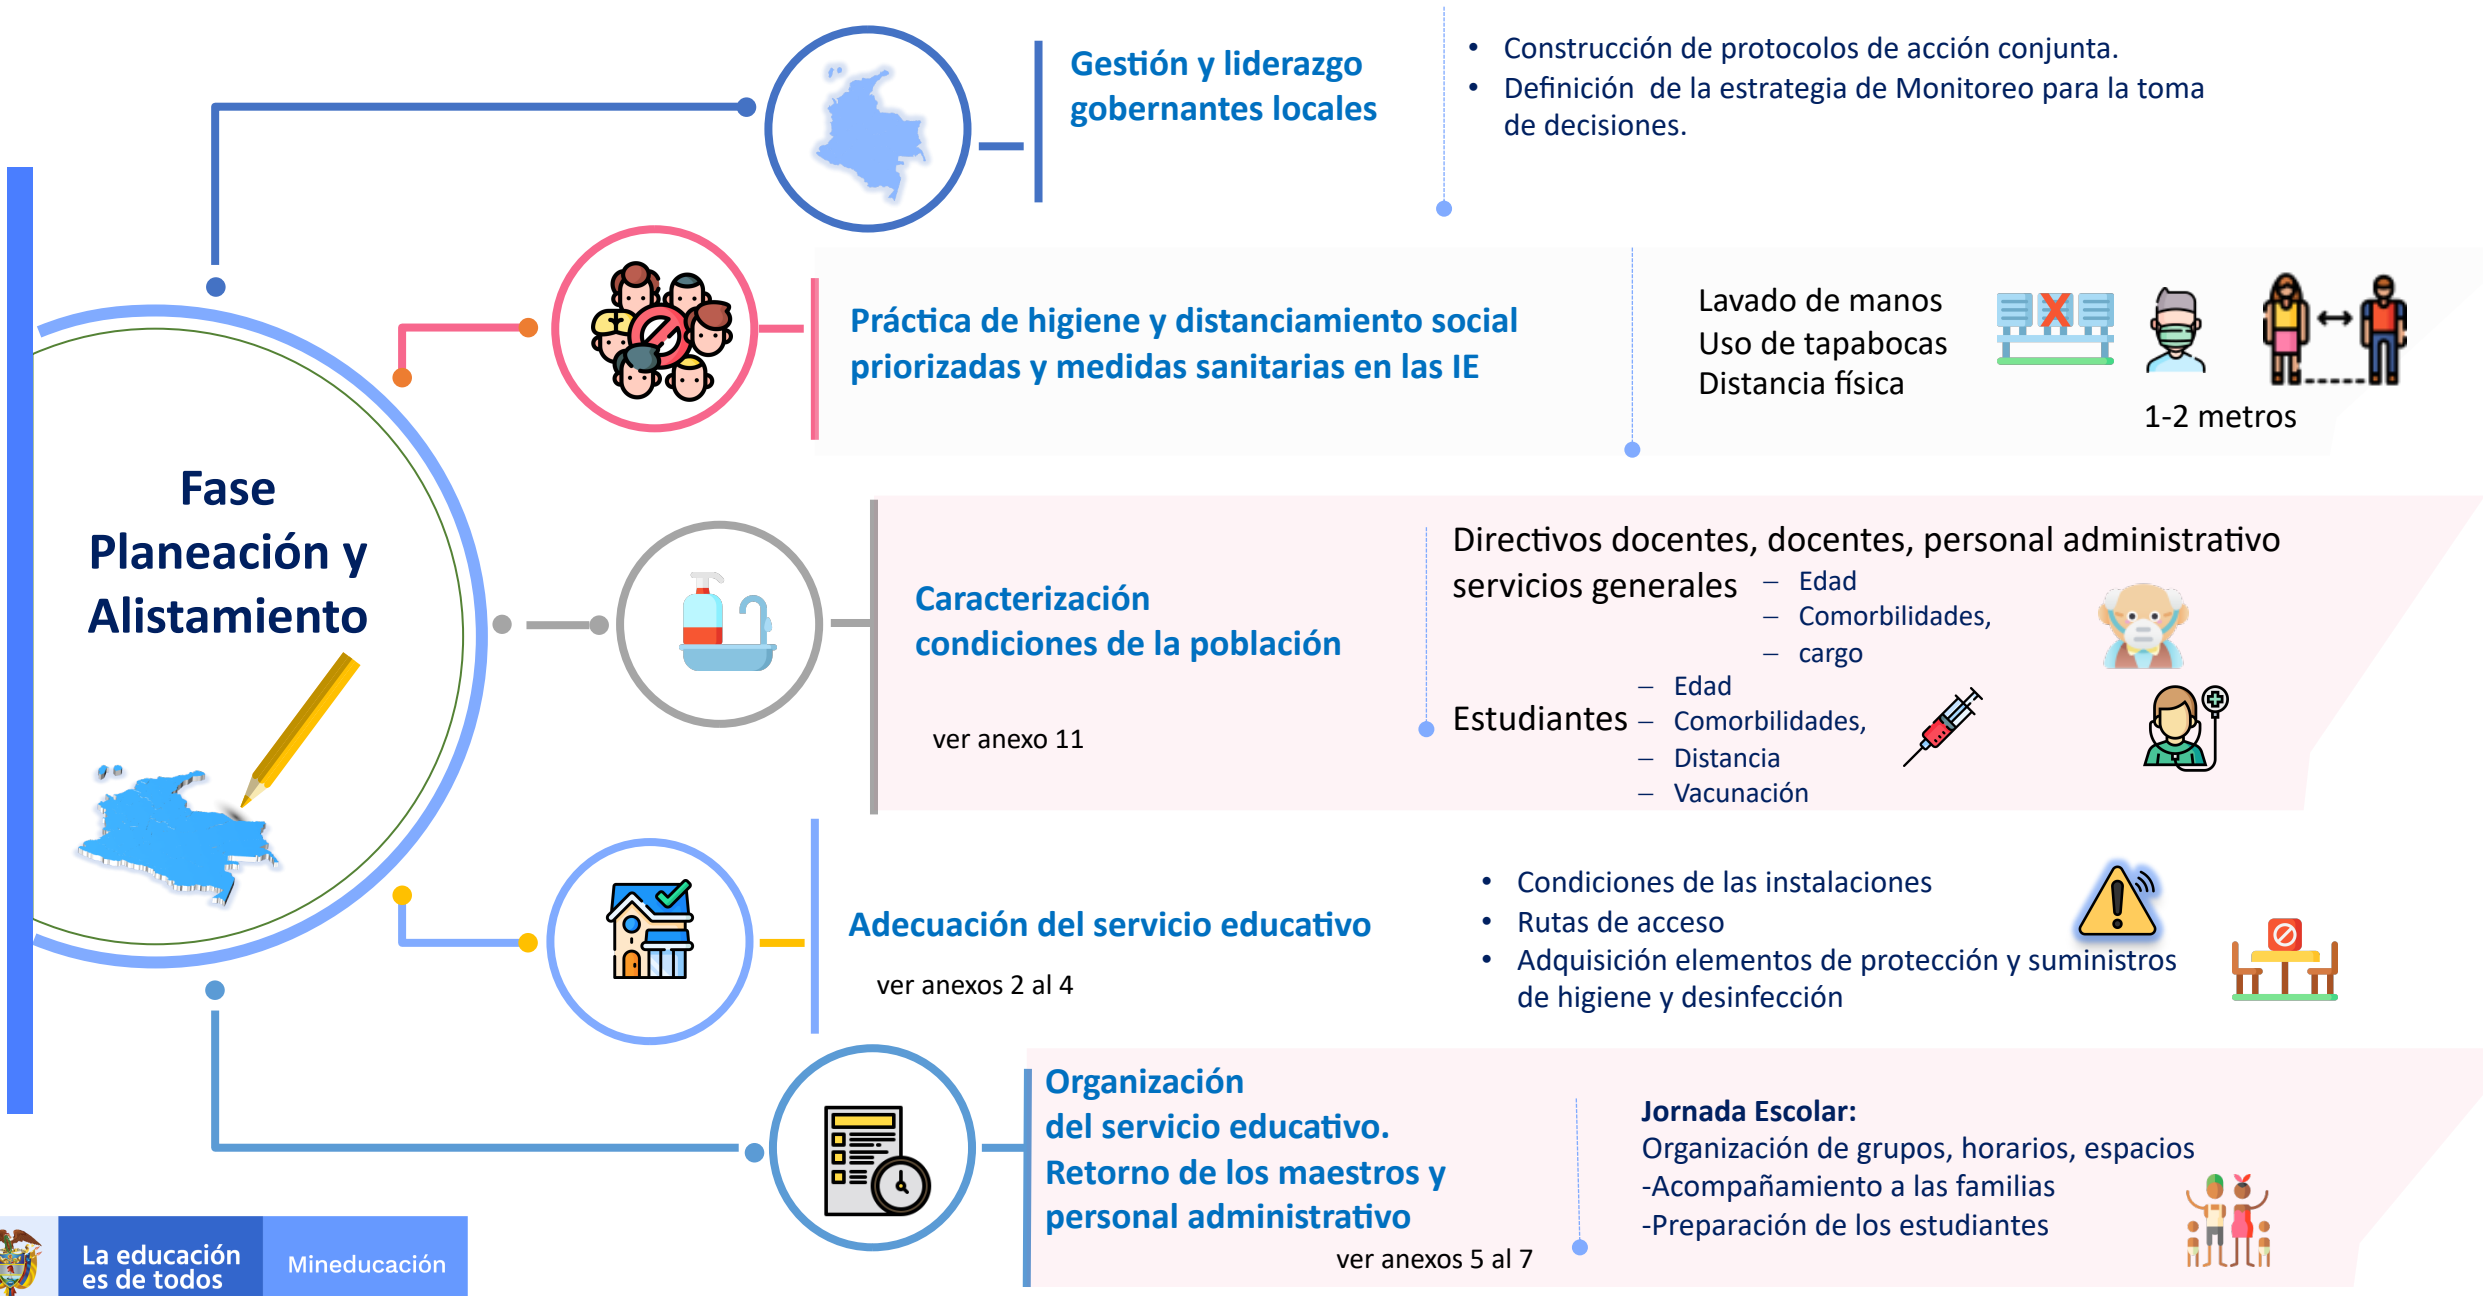 Fase
Planeación y
Alistamiento
Gestión y liderazgo
gobernantes locales
• Construcción de protocolos de acción conjunta.
• Definición de la estrategia de Monitoreo para la toma
de decisiones.
Práctica de higiene y distanciamiento social
priorizadas y medidas sanitarias en las IE
Lavado de manos
Uso de tapabocas
Distancia física
1-2 metros
Caracterización
condiciones de la población
ver anexo 11
Directivos docentes, docentes, personal administrativo
servicios generales
– Edad
– Comorbilidades,
– cargo
Estudiantes
– Edad
– Comorbilidades,
– Distancia
– Vacunación
Adecuación del servicio educativo
ver anexos 2 al 4
• Condiciones de las instalaciones
• Rutas de acceso
• Adquisición elementos de protección y suministros
de higiene y desinfección
Organización
del servicio educativo.
Retorno de los maestros y
personal administrativo
ver anexos 5 al 7
Jornada Escolar:
Organización de grupos, horarios, espacios
-Acompañamiento a las familias
-Preparación de los estudiantes
La educación
es de todos
Mineducación